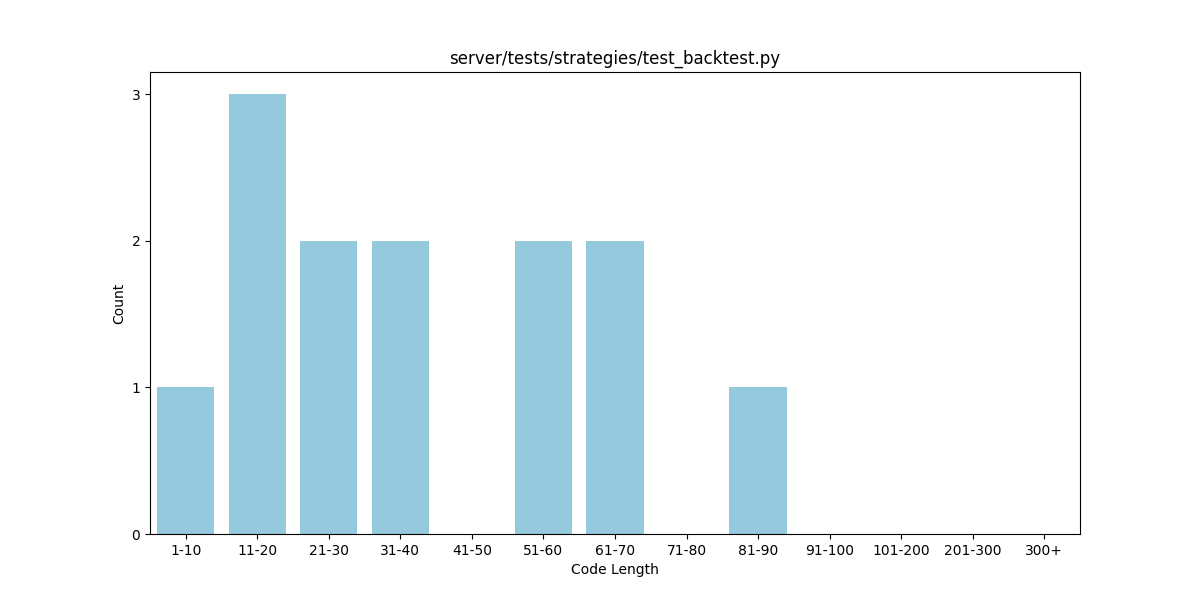 server/tests/strategies/test_backtest.py
3
2
1
0
Count
1-10 11-20 21-30 31-40 41-50 51-60 61-70 71-80 81-90 91-100 101-200 201-300 300+
Code Length